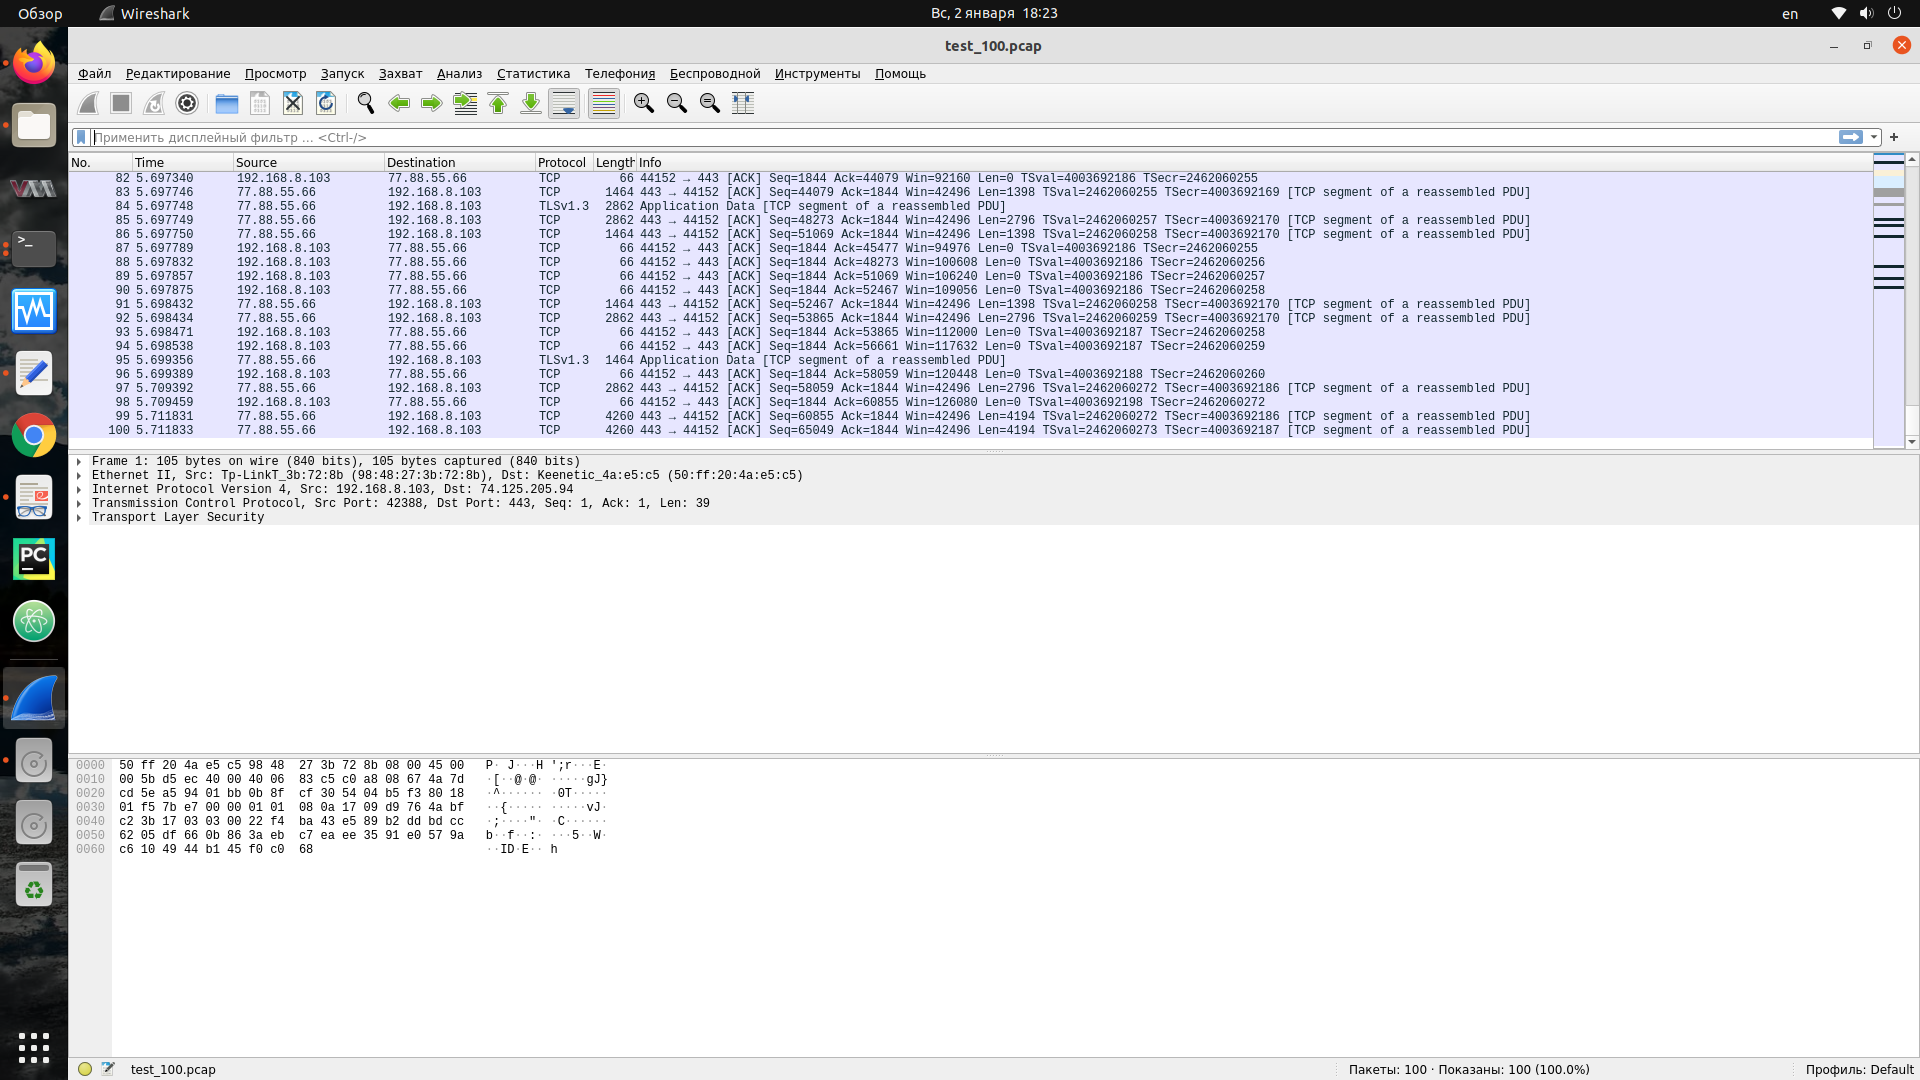 Обзор Wireshark Вс, 2 января 18:23 en
test_100.pcap
Файл Редактирование Просмотр Запуск Захват Анализ Статистика Телефония Беспроводной Инструменты Помощь
Применить дисплейный фильтр ... <Ctrl-/>
No. Time Source Destination Protocol Length Info
82 5.697340 192.168.8.103 77.88.55.66 TCP 66 44152 → 443 [ACK] Seq=1844 Ack=44079 Win=92160 Len=0 TSval=4003692186 TSecr=2462060255
83 5.697746 77.88.55.66 192.168.8.103 TCP 1464 443 → 44152 [ACK] Seq=44079 Ack=1844 Win=42496 Len=1398 TSval=2462060255 TSecr=4003692169 [TCP segment of a reassembled PDU]
84 5.697748 77.88.55.66 192.168.8.103 TLSv1.3 2862 Application Data [TCP segment of a reassembled PDU]
85 5.697749 77.88.55.66 192.168.8.103 TCP 2862 443 → 44152 [ACK] Seq=48273 Ack=1844 Win=42496 Len=2796 TSval=2462060257 TSecr=4003692170 [TCP segment of a reassembled PDU]
86 5.697750 77.88.55.66 192.168.8.103 TCP 1464 443 → 44152 [ACK] Seq=51069 Ack=1844 Win=42496 Len=1398 TSval=2462060258 TSecr=4003692170 [TCP segment of a reassembled PDU]
87 5.697789 192.168.8.103 77.88.55.66 TCP 66 44152 → 443 [ACK] Seq=1844 Ack=45477 Win=94976 Len=0 TSval=4003692186 TSecr=2462060255
88 5.697832 192.168.8.103 77.88.55.66 TCP 66 44152 → 443 [ACK] Seq=1844 Ack=48273 Win=100608 Len=0 TSval=4003692186 TSecr=2462060256
89 5.697857 192.168.8.103 77.88.55.66 TCP 66 44152 → 443 [ACK] Seq=1844 Ack=51069 Win=106240 Len=0 TSval=4003692186 TSecr=2462060257
90 5.697875 192.168.8.103 77.88.55.66 TCP 66 44152 → 443 [ACK] Seq=1844 Ack=52467 Win=109056 Len=0 TSval=4003692186 TSecr=2462060258
91 5.698432 77.88.55.66 192.168.8.103 TCP 1464 443 → 44152 [ACK] Seq=52467 Ack=1844 Win=42496 Len=1398 TSval=2462060258 TSecr=4003692170 [TCP segment of a reassembled PDU]
92 5.698434 77.88.55.66 192.168.8.103 TCP 2862 443 → 44152 [ACK] Seq=53865 Ack=1844 Win=42496 Len=2796 TSval=2462060259 TSecr=4003692170 [TCP segment of a reassembled PDU]
93 5.698471 192.168.8.103 77.88.55.66 TCP 66 44152 → 443 [ACK] Seq=1844 Ack=53865 Win=112000 Len=0 TSval=4003692187 TSecr=2462060258
94 5.698538 192.168.8.103 77.88.55.66 TCP 66 44152 → 443 [ACK] Seq=1844 Ack=56661 Win=117632 Len=0 TSval=4003692187 TSecr=2462060259
95 5.699356 77.88.55.66 192.168.8.103 TLSv1.3 1464 Application Data [TCP segment of a reassembled PDU]
96 5.699389 192.168.8.103 77.88.55.66 TCP 66 44152 → 443 [ACK] Seq=1844 Ack=58059 Win=120448 Len=0 TSval=4003692188 TSecr=2462060260
97 5.709392 77.88.55.66 192.168.8.103 TCP 2862 443 → 44152 [ACK] Seq=58059 Ack=1844 Win=42496 Len=2796 TSval=2462060272 TSecr=4003692186 [TCP segment of a reassembled PDU]
98 5.709459 192.168.8.103 77.88.55.66 TCP 66 44152 → 443 [ACK] Seq=1844 Ack=60855 Win=126080 Len=0 TSval=4003692198 TSecr=2462060272
99 5.711831 77.88.55.66 192.168.8.103 TCP 4260 443 → 44152 [ACK] Seq=60855 Ack=1844 Win=42496 Len=4194 TSval=2462060272 TSecr=4003692186 [TCP segment of a reassembled PDU]
100 5.711833 77.88.55.66 192.168.8.103 TCP 4260 443 → 44152 [ACK] Seq=65049 Ack=1844 Win=42496 Len=4194 TSval=2462060273 TSecr=4003692187 [TCP segment of a reassembled PDU]
Frame 1: 105 bytes on wire (840 bits), 105 bytes captured (840 bits)
Ethernet II, Src: Tp-LinkT_3b:72:8b (98:48:27:3b:72:8b), Dst: Keenetic_4a:e5:c5 (50:ff:20:4a:e5:c5)
Internet Protocol Version 4, Src: 192.168.8.103, Dst: 74.125.205.94
Transmission Control Protocol, Src Port: 42388, Dst Port: 443, Seq: 1, Ack: 1, Len: 39
Transport Layer Security
PC
0000 50 ff 20 4a e5 c5 98 48 27 3b 72 8b 08 00 45 00 P· J···H ';r···E·
0010 00 5b d5 ec 40 00 40 06 83 c5 c0 a8 08 67 4a 7d ·[··@·@· ·····gJ}
0020 cd 5e a5 94 01 bb 0b 8f cf 30 54 04 b5 f3 80 18 ·^······ ·0T·····
0030 01 f5 7b e7 00 00 01 01 08 0a 17 09 d9 76 4a bf ··{····· ·····vJ·
0040 c2 3b 17 03 03 00 22 f4 ba 43 e5 89 b2 dd bd cc ·;····"· ·C······
0050 62 05 df 66 0b 86 3a eb c7 ea ee 35 91 e0 57 9a b··f··:· ···5··W·
0060 c6 10 49 44 b1 45 f0 c0 68 ··ID·E·· h
test_100.pcap Пакеты: 100 · Показаны: 100 (100.0%) Профиль: Default